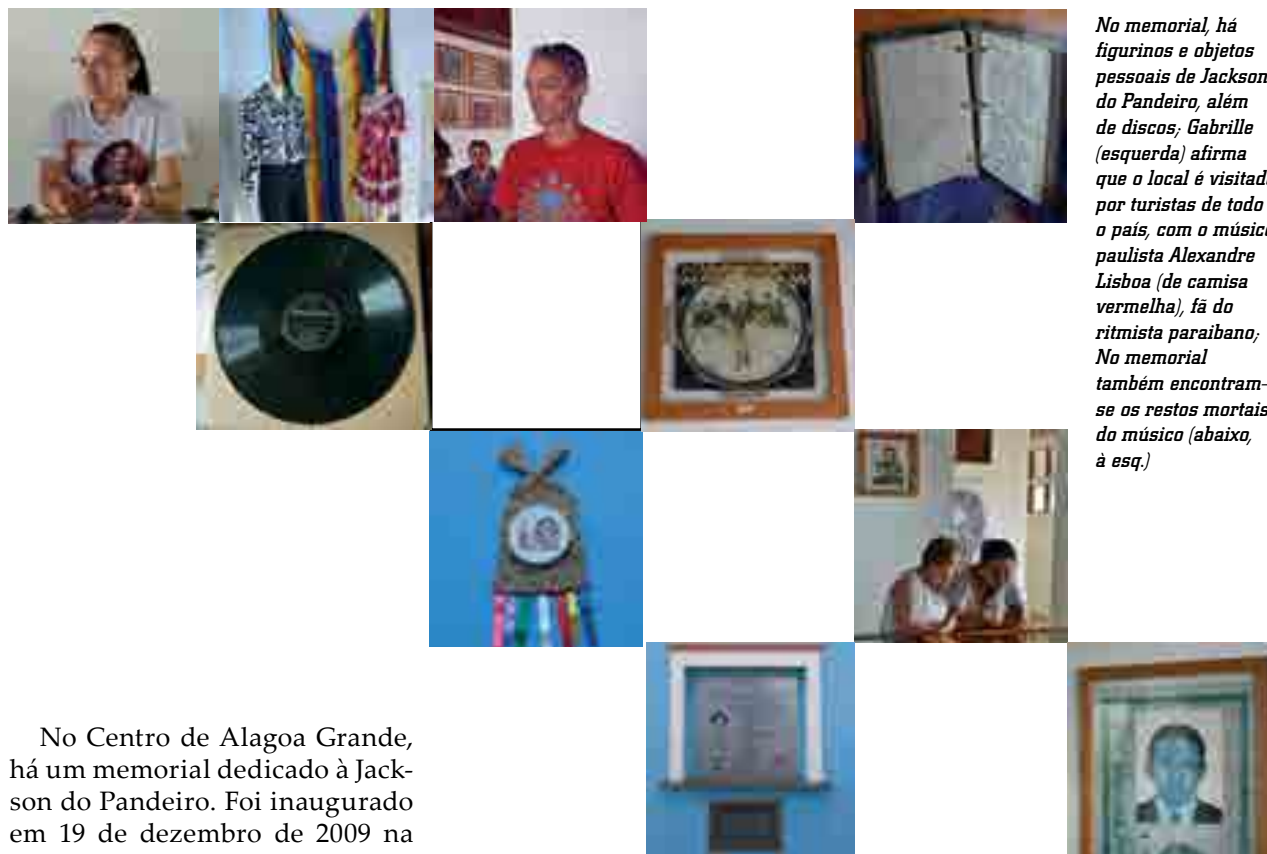 No memorial, há
figurinos e objetos
pessoais de Jackson
do Pandeiro, além
de discos; Gabrille
(esquerda) afirma
que o local é visitad
por turistas de todo
o país, com o músic
paulista Alexandre
Lisboa (de camisa
vermelha), fã do
ritmista paraibano;
No memorial
também encontram-
se os restos mortais
do músico (abaixo,
à esq.)
No Centro de Alagoa Grande,
há um memorial dedicado à Jack-
son do Pandeiro. Foi inaugurado
em 19 de dezembro de 2009 na